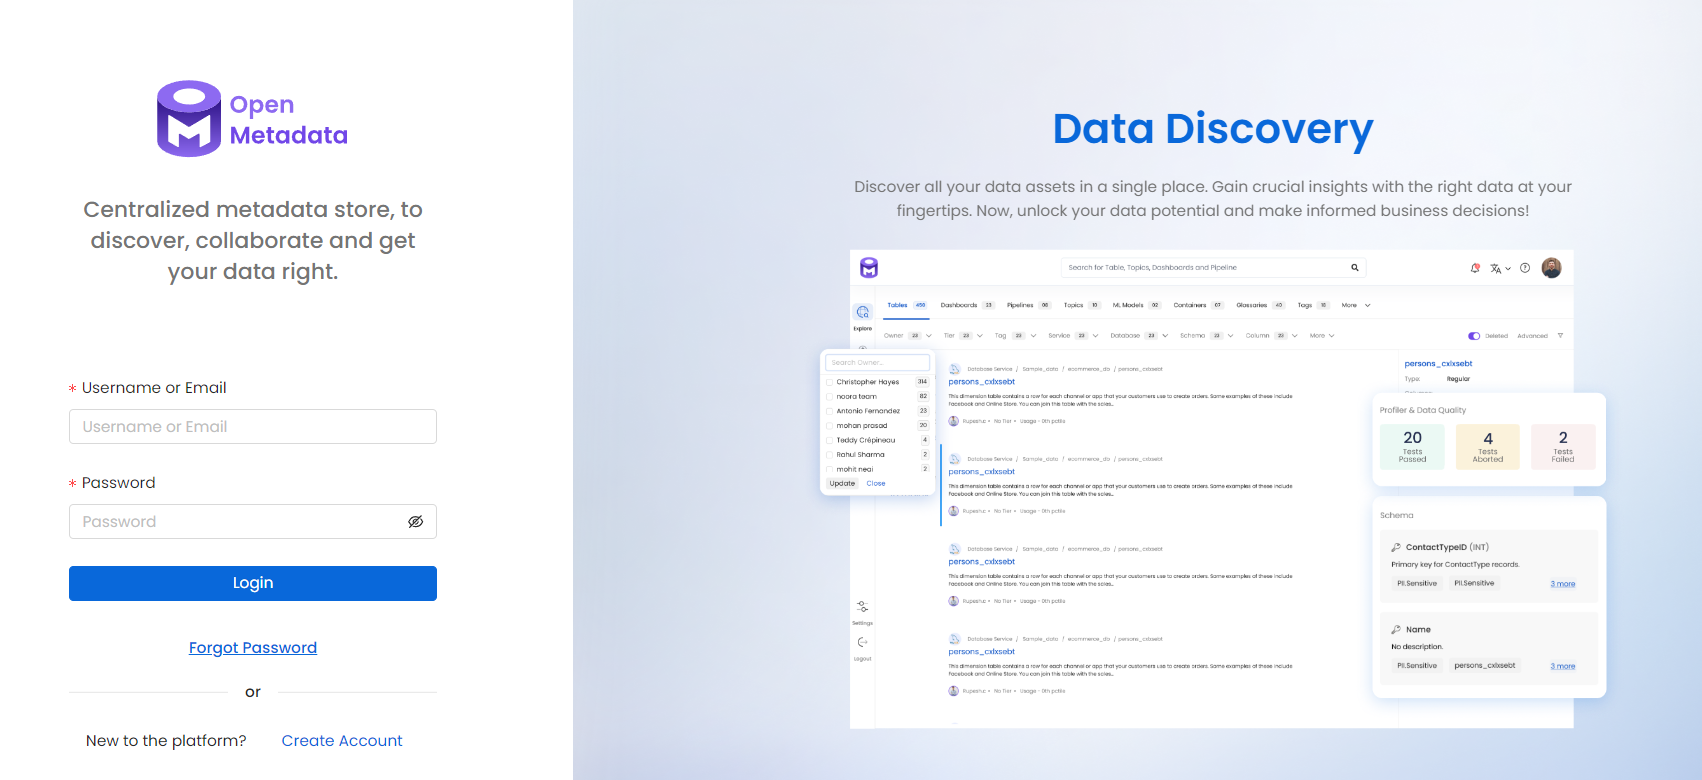 Open
Metadata
Centralized metadata store, to
discover, collaborate and get
your data right.
* Username or Email
Username or Email
* Password
Password
Login
Forgot Password
or
New to the platform? Create Account
Data Discovery
Discover all your data assets in a single place. Gain crucial insights with the right data at your
fingertips. Now, unlock your data potential and make informed business decisions!
Search for Table, Topics, Dashboards and Pipeline
Tables 450 Dashboards 23 Pipelines 06 Topics 10 ML Models 02 Containers 07 Glossaries 40 Tags 16 More
Explore
Owner 23 Tier 23 Tag 23 Service 23 Database 23 Schema 23 Column 23 More Deleted Advanced
Search Owner...
Christopher Hayes 314
noora team 82
Antonio Fernandez 23
mohan prasad 20
Teddy Crépineau 4
Rahul Sharma 2
mohit neai 2
Update Close
Settings
Logout
Database Service / Sample_data / ecommerce_db / persons_cxlxsebt
persons_cxlxsebt
This dimension table contains a row for each channel or app that your customers use to create orders. Some examples of these include
Facebook and Online Store. You can join this table with the sales...
Rupesh.c • No Tier • Usage - 0th pctile
Database Service / Sample_data / ecommerce_db / persons_cxlxsebt
persons_cxlxsebt
This dimension table contains a row for each channel or app that your customers use to create orders. Some examples of these include
Facebook and Online Store. You can join this table with the sales...
Rupesh.c • No Tier • Usage - 0th pctile
Database Service / Sample_data / ecommerce_db / persons_cxlxsebt
persons_cxlxsebt
This dimension table contains a row for each channel or app that your customers use to create orders. Some examples of these include
Facebook and Online Store. You can join this table with the sales...
Rupesh.c • No Tier • Usage - 0th pctile
Database Service / Sample_data / ecommerce_db / persons_cxlxsebt
persons_cxlxsebt
This dimension table contains a row for each channel or app that your customers use to create orders. Some examples of these include
Facebook and Online Store. You can join this table with the sales...
Rupesh.c • No Tier • Usage - 0th pctile
persons_cxlxsebt
Type: Regular
Profiler & Data Quality
20 4 2
Tests Tests Tests
Passed Aborted Failed
Schema
ContactTypeID (INT)
Primary key for ContactType records.
PII.Sensitive PII.Sensitive 3 more
Name
No description.
PII.Sensitive persons_cxlxsebt 3 more